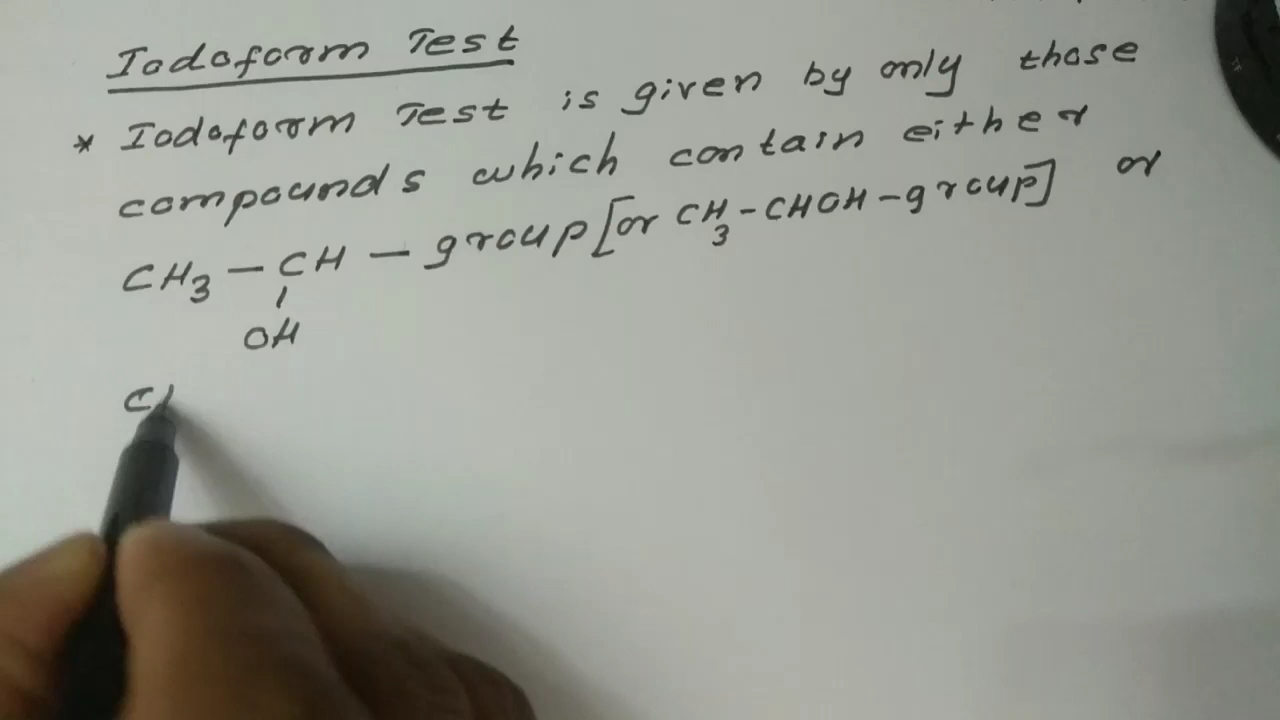 Iodoform Test
* Iodoform Test is given by only those
compounds which contain either
CH3 - CH - group [or CH3-CHOH-group] or
OH